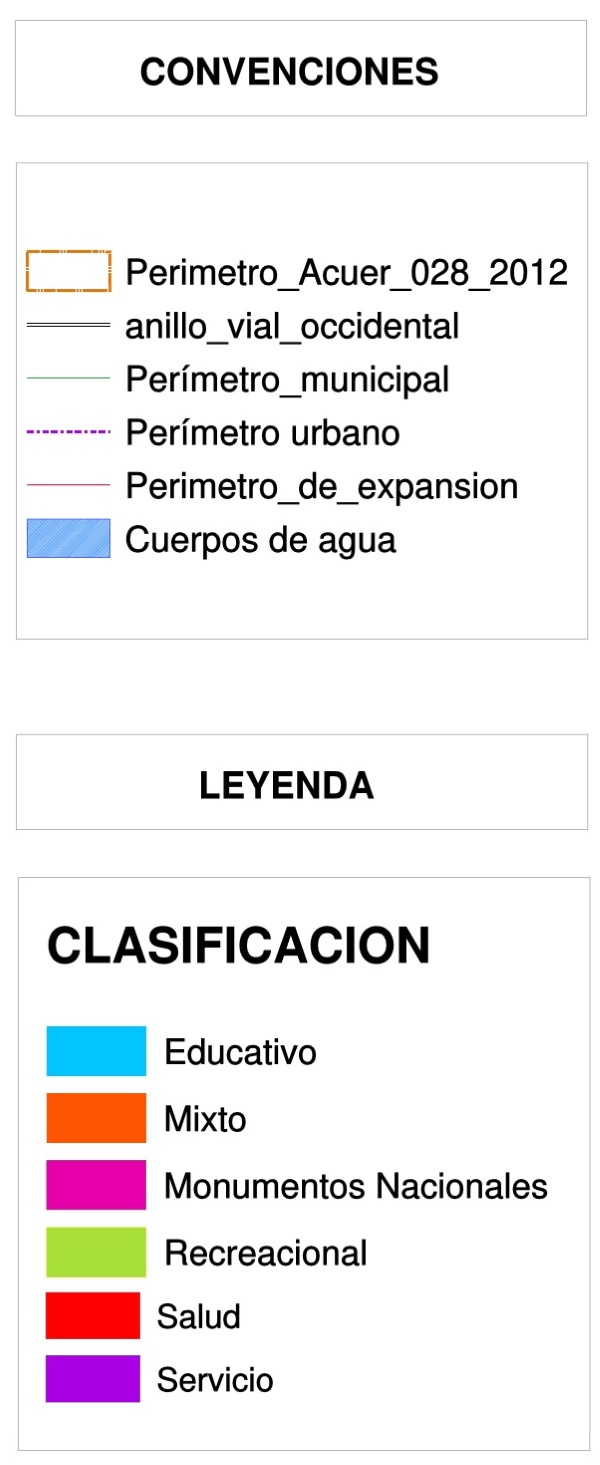 CONVENCIONES
Perimetro_Acuer_028_2012
anillo_vial_occidental
Perímetro_municipal
Perímetro urbano
Perimetro_de_expansion
Cuerpos de agua
LEYENDA
CLASIFICACION
Educativo
Mixto
Monumentos Nacionales
Recreacional
Salud
Servicio